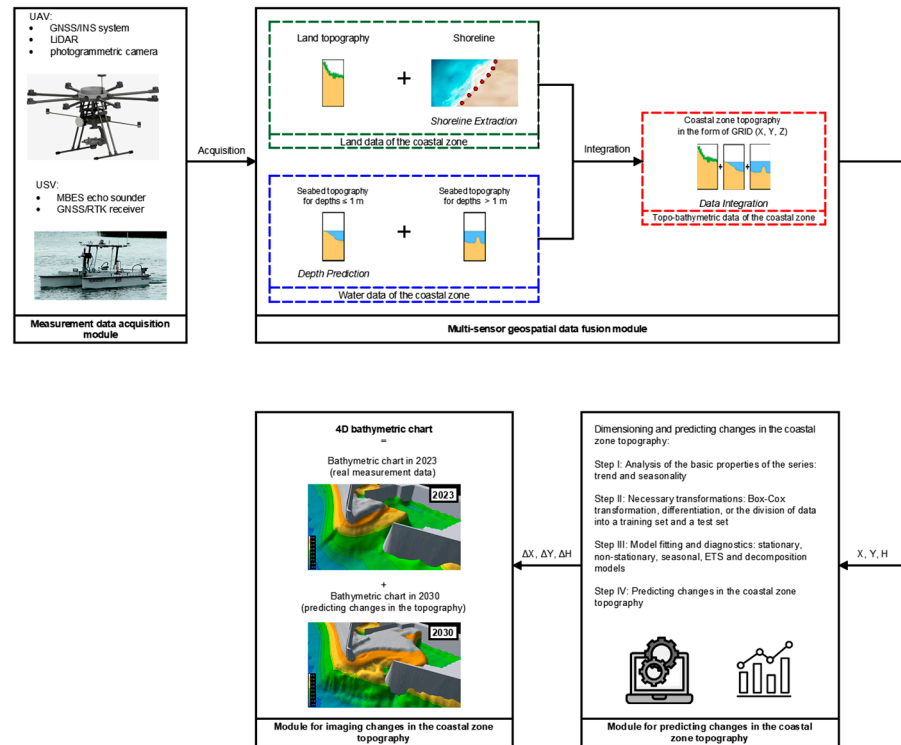 UAV:
• GNSS/INS system
• LiDAR
• photogrammetric camera
USV:
• MBES echo sounder
• GNSS/RTK receiver
Measurement data acquisition
module
Acquisition
Land topography
+
Shoreline
Shoreline Extraction
Land data of the coastal zone
Seabed topography
for depths ≤ 1 m
+
Seabed topography
for depths > 1 m
Depth Prediction
Water data of the coastal zone
Integration
Coastal zone topography
in the form of GRID (X, Y, Z)
+ +
Data Integration
Topo-bathymetric data of the coastal zone
Multi-sensor geospatial data fusion module
X, Y, H
Dimensioning and predicting changes in the coastal
zone topography:
Step I: Analysis of the basic properties of the series:
trend and seasonality
Step II: Necessary transformations: Box-Cox
transformation, differentiation, or the division of data
into a training set and a test set
Step III: Model fitting and diagnostics: stationary,
non-stationary, seasonal, ETS and decomposition
models
Step IV: Predicting changes in the coastal zone
topography
Module for predicting changes in the coastal
zone topography
ΔX, ΔY, ΔH
4D bathymetric chart
=
Bathymetric chart in 2023
(real measurement data)
2023
+
Bathymetric chart in 2030
(predicting changes in the topography)
2030
Module for imaging changes in the coastal zone
topography